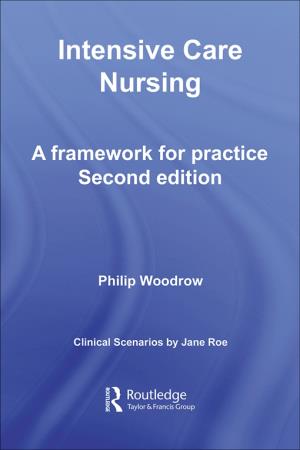 Intensive Care
Nursing
A framework for practice
Second edition
Philip Woodrow
Clinical Scenarios by Jane Roe
ROUTLEDGE
Routledge
Taylor & Francis Group